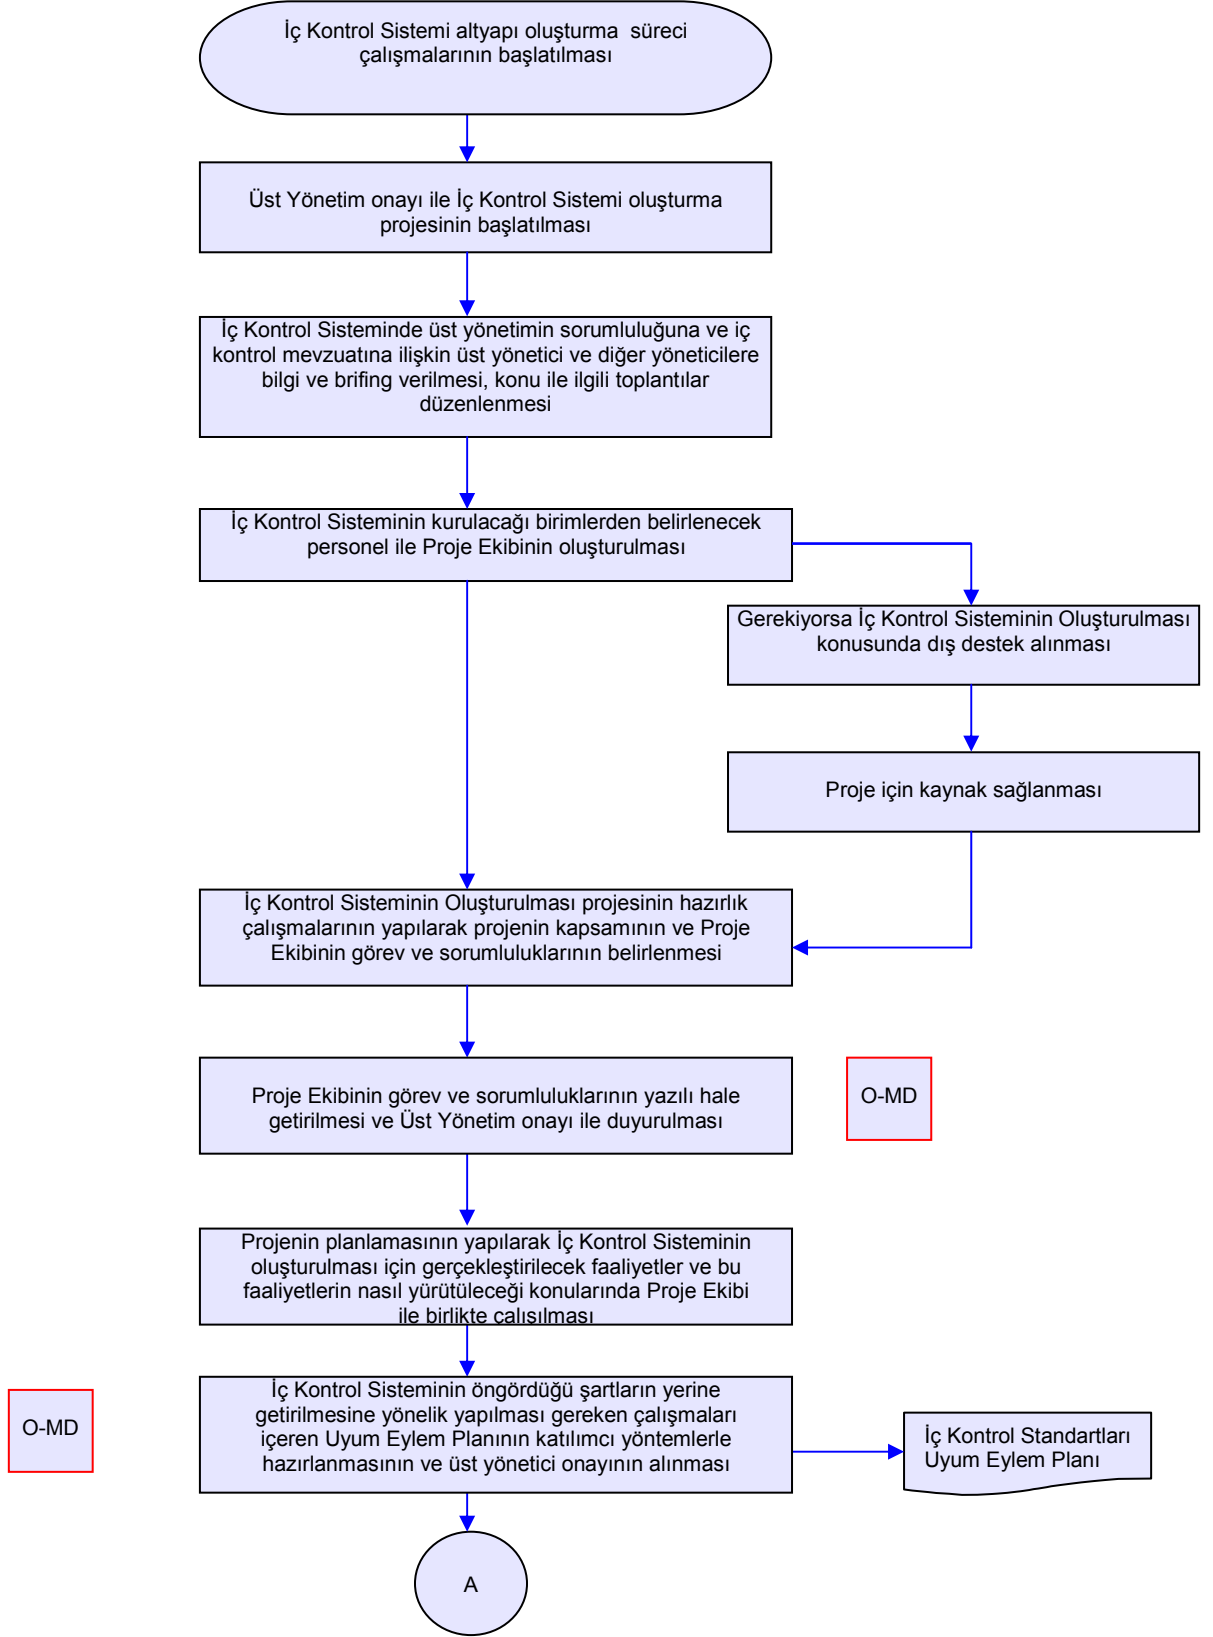 İç Kontrol Sistemi altyapı oluşturma süreci
çalışmalarının başlatılması
Üst Yönetim onayı ile İç Kontrol Sistemi oluşturma
projesinin başlatılması
İç Kontrol Sisteminde üst yönetimin sorumluluğuna ve iç
kontrol mevzuatına ilişkin üst yönetici ve diğer yöneticilere
bilgi ve brifing verilmesi, konu ile ilgili toplantılar
düzenlenmesi
İç Kontrol Sisteminin kurulacağı birimlerden belirlenecek
personel ile Proje Ekibinin oluşturulması
Gerekiyorsa İç Kontrol Sisteminin Oluşturulması
konusunda dış destek alınması
Proje için kaynak sağlanması
İç Kontrol Sisteminin Oluşturulması projesinin hazırlık
çalışmalarının yapılarak projenin kapsamının ve Proje
Ekibinin görev ve sorumluluklarının belirlenmesi
Proje Ekibinin görev ve sorumluluklarının yazılı hale
getirilmesi ve Üst Yönetim onayı ile duyurulması
O-MD
Projenin planlamasının yapılarak İç Kontrol Sisteminin
oluşturulması için gerçekleştirilecek faaliyetler ve bu
faaliyetlerin nasıl yürütüleceği konularında Proje Ekibi
ile birlikte çalışılması
O-MD
İç Kontrol Sisteminin öngördüğü şartların yerine
getirilmesine yönelik yapılması gereken çalışmaları
içeren Uyum Eylem Planının katılımcı yöntemlerle
hazırlanmasının ve üst yönetici onayının alınması
İç Kontrol Standartları
Uyum Eylem Planı
A